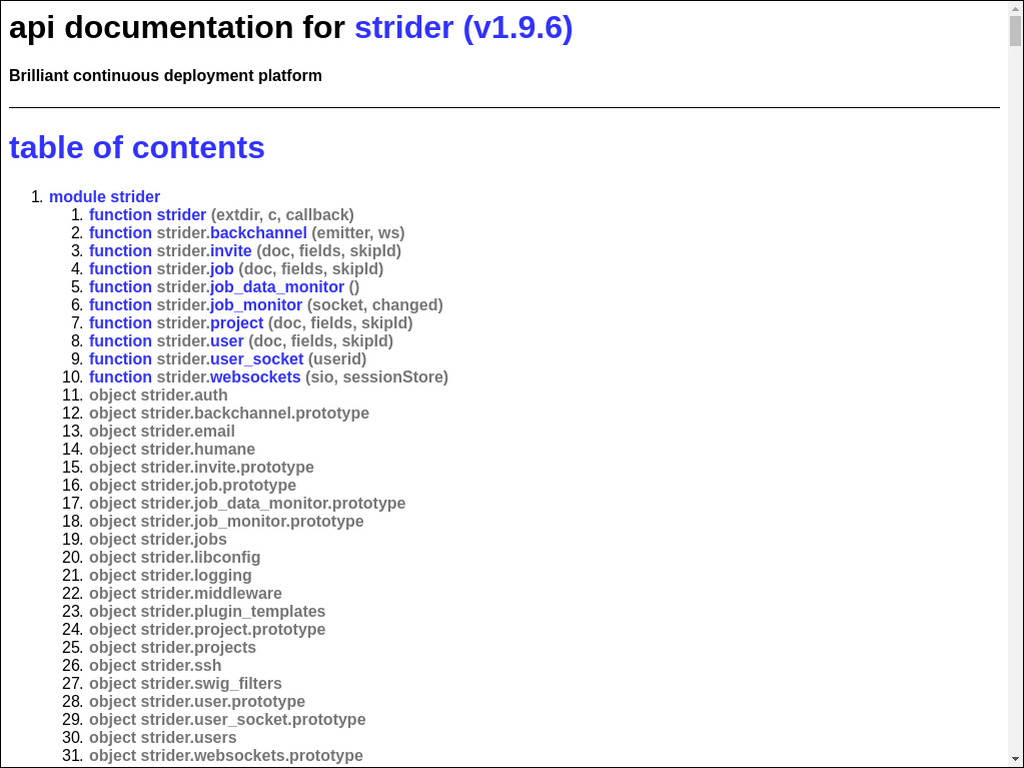 api documentation for strider (v1.9.6)
Brilliant continuous deployment platform
table of contents
1. module strider
1. function strider (extdir, c, callback)
2. function strider.backchannel (emitter, ws)
3. function strider.invite (doc, fields, skipId)
4. function strider.job (doc, fields, skipId)
5. function strider.job_data_monitor ()
6. function strider.job_monitor (socket, changed)
7. function strider.project (doc, fields, skipId)
8. function strider.user (doc, fields, skipId)
9. function strider.user_socket (userid)
10. function strider.websockets (sio, sessionStore)
11. object strider.auth
12. object strider.backchannel.prototype
13. object strider.email
14. object strider.humane
15. object strider.invite.prototype
16. object strider.job.prototype
17. object strider.job_data_monitor.prototype
18. object strider.job_monitor.prototype
19. object strider.jobs
20. object strider.libconfig
21. object strider.logging
22. object strider.middleware
23. object strider.plugin_templates
24. object strider.project.prototype
25. object strider.projects
26. object strider.ssh
27. object strider.swig_filters
28. object strider.user.prototype
29. object strider.user_socket.prototype
30. object strider.users
31. object strider.websockets.prototype